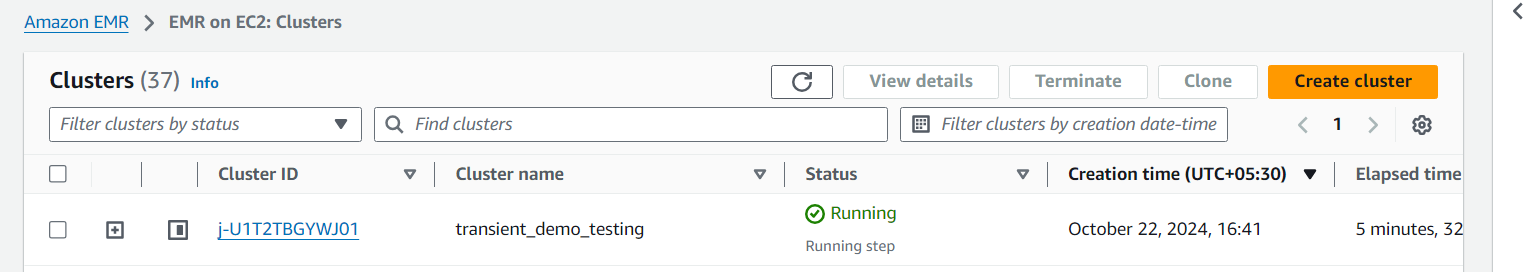 Amazon EMR > EMR on EC2: Clusters
Clusters (37) Info View details Terminate Clone Create cluster
Filter clusters by status Find clusters Filter clusters by creation date-time 1
Cluster ID Cluster name Status Creation time (UTC+05:30) Elapsed time
j-U1T2TBGYWJ01 transient_demo_testing Running October 22, 2024, 16:41 5 minutes, 32
Running step